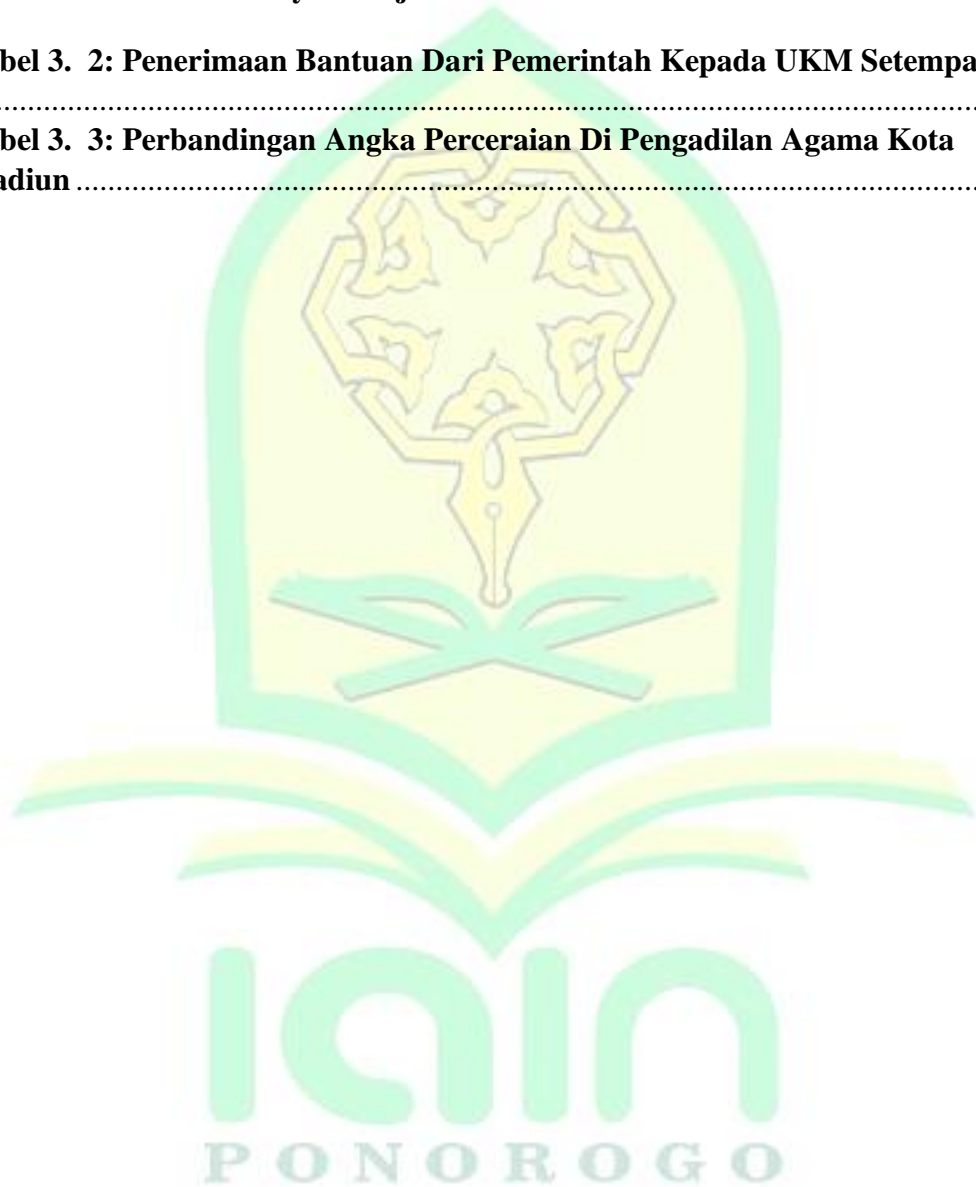 bel 3. 2: Penerimaan Bantuan Dari Pemerintah Kepada UKM Setempa
bel 3. 3: Perbandingan Angka Perceraian Di Pengadilan Agama Kota
adiun
iain
PONOROGO